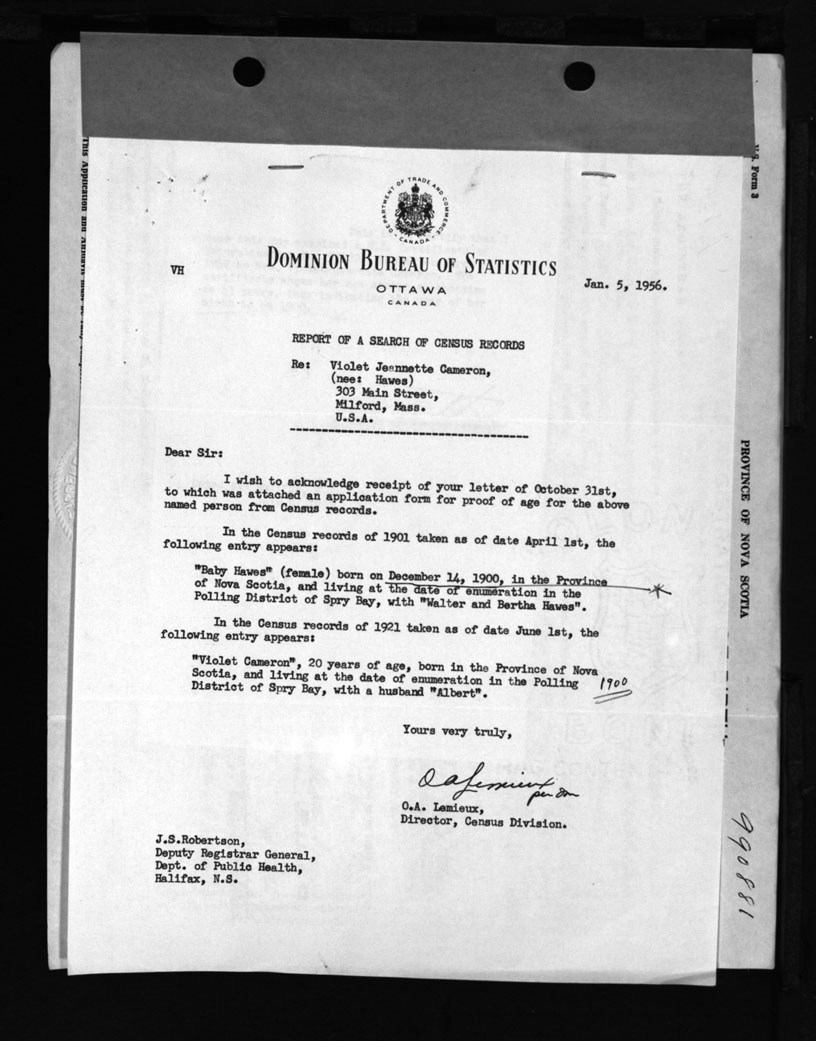 DEPARTMENT OF TRADE AND COMMERCE
CANADA
DOMINION BUREAU OF STATISTICS
OTTAWA
CANADA
VH
Jan. 5, 1956.
REPORT OF A SEARCH OF CENSUS RECORDS
Re: Violet Jeannette Cameron,
(nee: Hawes)
303 Main Street,
Milford, Mass.
U.S.A.
Dear Sir:
I wish to acknowledge receipt of your letter of October 31st,
to which was attached an application form for proof of age for the above
named person from Census records.
In the Census records of 1901 taken as of date April 1st, the
following entry appears:
"Baby Hawes" (female) born on December 14, 1900, in the Province
of Nova Scotia, and living at the date of enumeration in the
Polling District of Spry Bay, with "Walter and Bertha Hawes".
In the Census records of 1921 taken as of date June 1st, the
following entry appears:
"Violet Cameron", 20 years of age, born in the Province of Nova
Scotia, and living at the date of enumeration in the Polling
District of Spry Bay, with a husband "Albert".
1900
Yours very truly,
O A Lemieux
per
O.A. Lemieux,
Director, Census Division.
J.S.Robertson,
Deputy Registrar General,
Dept. of Public Health,
Halifax, N.S.
This Application and
V.S. Form 3
PROVINCE OF NOVA SCOTIA
990881